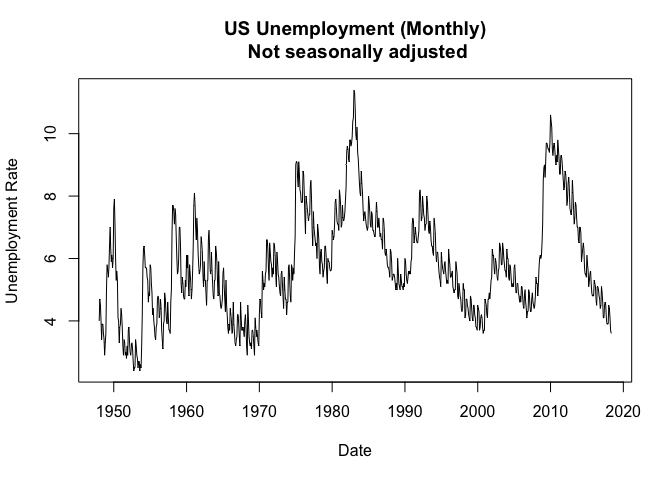 US Unemployment (Monthly)
Not seasonally adjusted
Unemployment Rate
10
8
6
4
1950 1960 1970 1980 1990 2000 2010 2020
Date